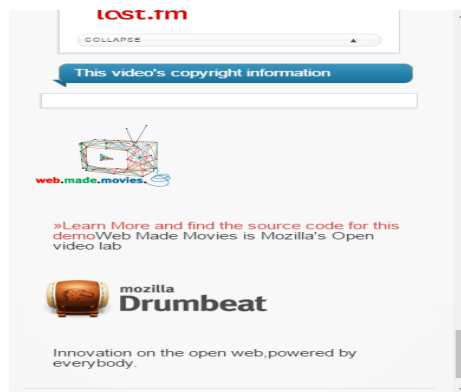 last.fm
COLLAPSE
This video's copyright information
web.made.movies.
»Learn More and find the source code for this
demoWeb Made Movies is Mozilla's Open
video lab
mozilla
Drumbeat
Innovation on the open web,powered by
everybody.